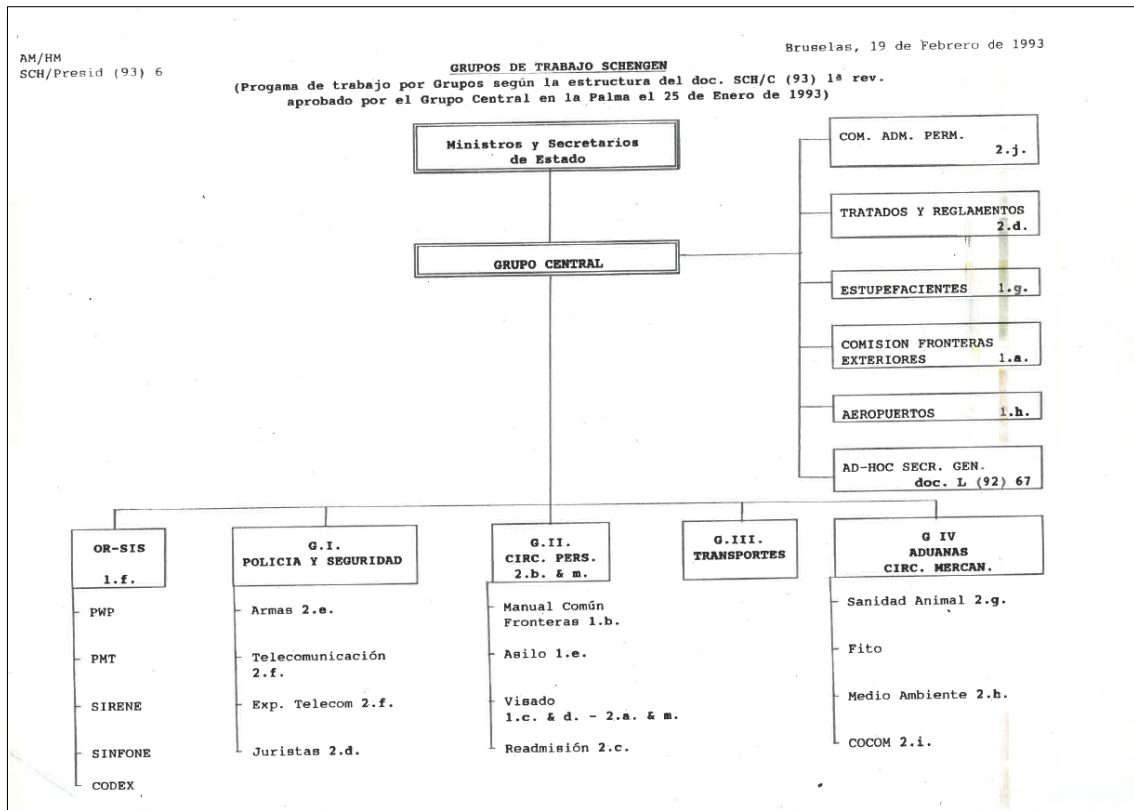 AM/HM
SCH/Presid (93) 6
Bruselas, 19 de Febrero de 1993
GRUPOS DE TRABAJO SCHENGEN
(Progama de trabajo por Grupos según la estructura del doc. SCH/C (93) 1ª rev.
aprobado por el Grupo Central en la Palma el 25 de Enero de 1993)
Ministros y Secretarios
de Estado
GRUPO CENTRAL
COM. ADM. PERM.
2.j.
TRATADOS Y REGLAMENTOS
2.d.
ESTUPEFACIENTES 1.g.
COMISION FRONTERAS
EXTERIORES 1.a.
AEROPUERTOS 1.h.
AD-HOC SECR. GEN.
doc. L (92) 67
OR-SIS
1.f.
PWP
PMT
SIRENE
SINFONE
CODEX
G.I.
POLICIA Y SEGURIDAD
Armas 2.e.
Telecomunicación
2.f.
Exp. Telecom 2.f.
Juristas 2.d.
G.II.
CIRC. PERS.
2.b. & m.
Manual Común
Fronteras 1.b.
Asilo 1.e.
Visado
1.c. & d. - 2.a. & m.
Readmisión 2.c.
G.III.
TRANSPORTES
G IV
ADUANAS
CIRC. MERCAN.
Sanidad Animal 2.g.
Fito
Medio Ambiente 2.h.
COCOM 2.i.